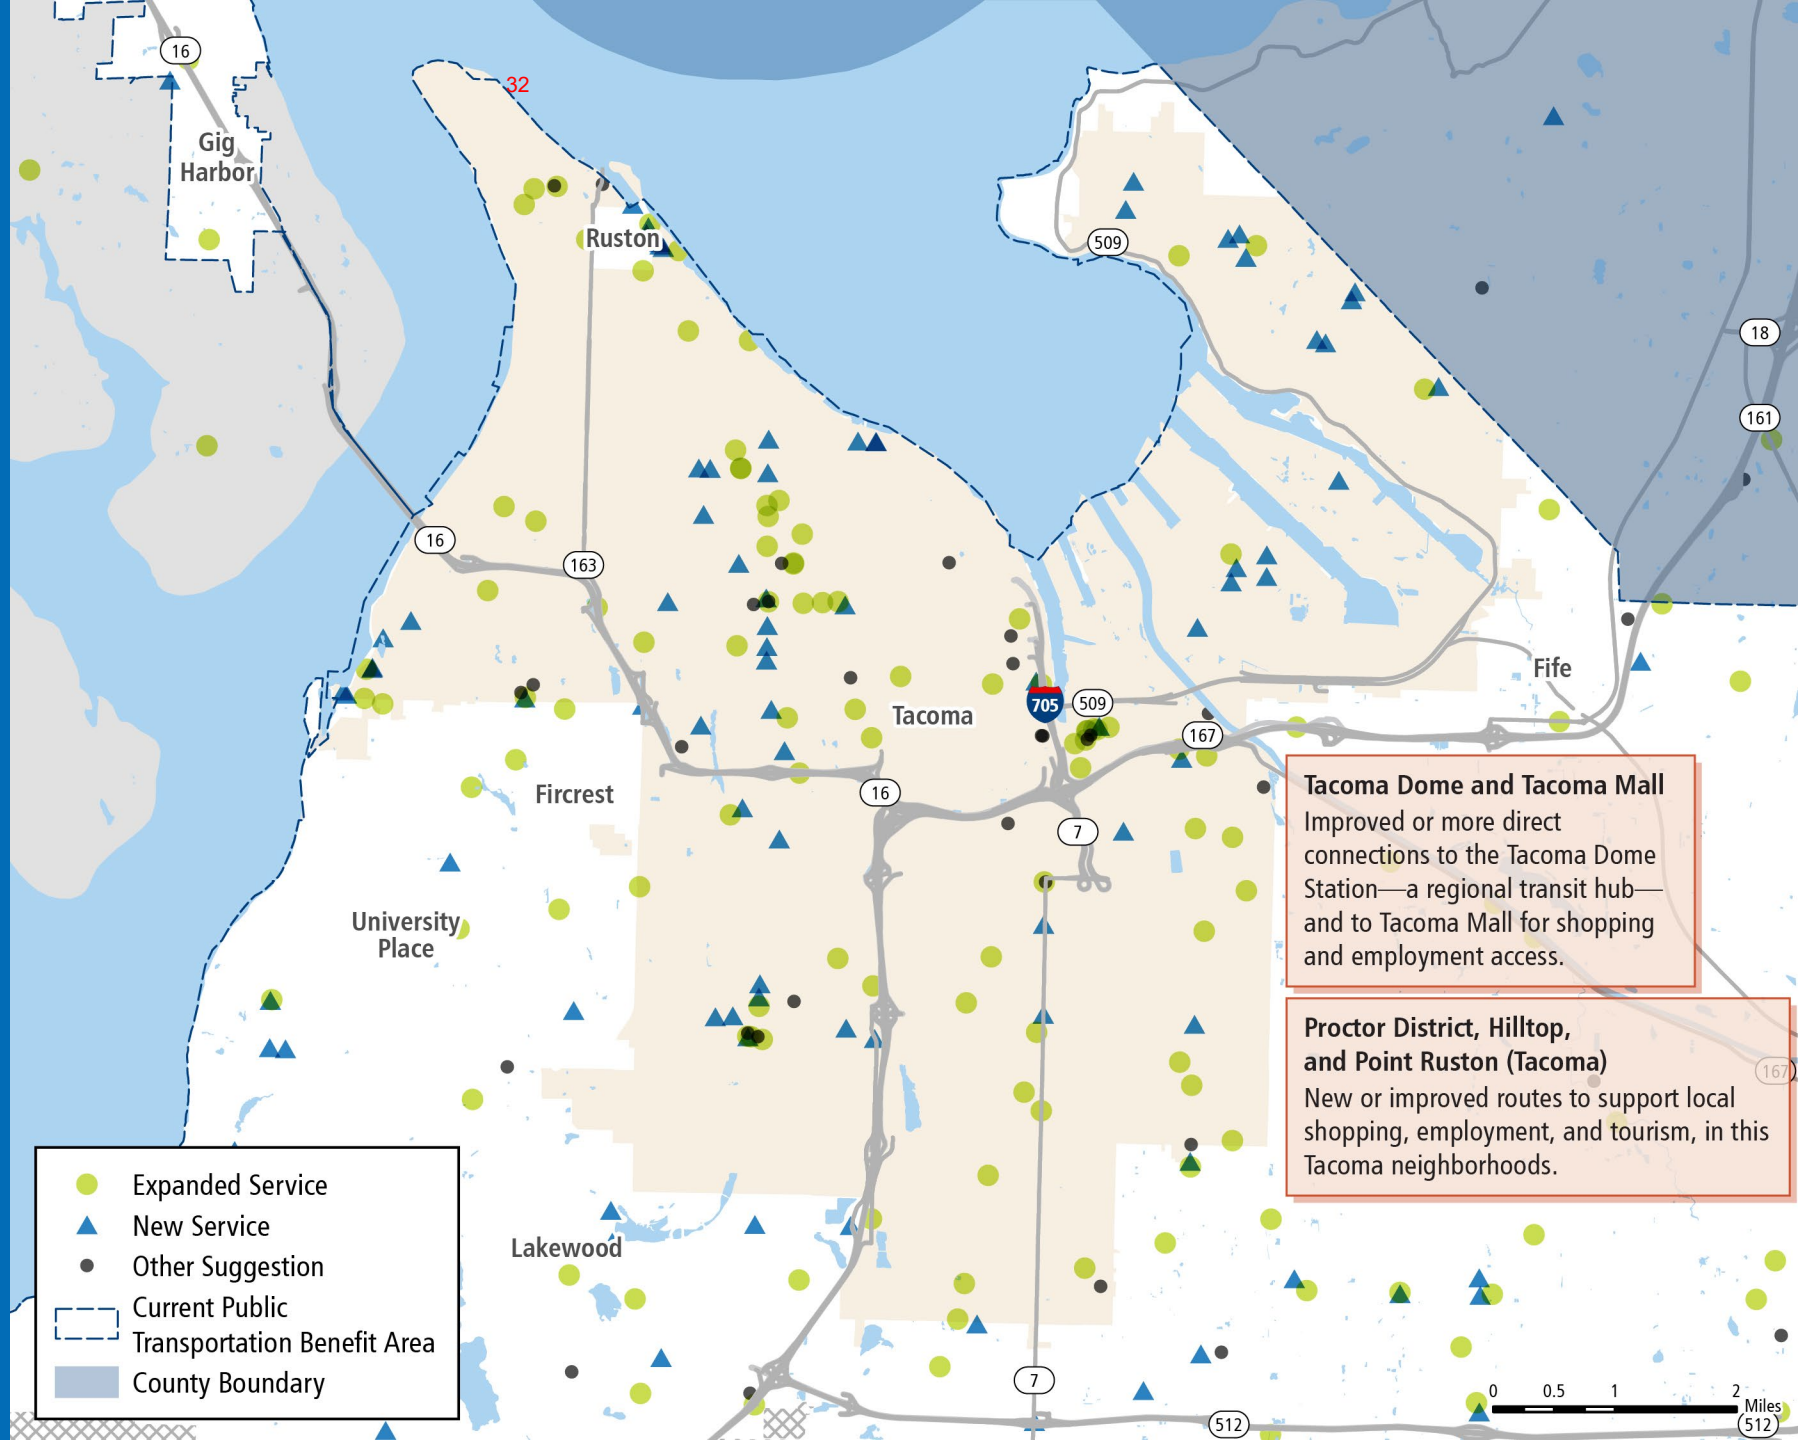 16
32
Gig
Harbor
Ruston
509
18
161
16
163
Fife
705
509
Tacoma
167
Fircrest
16
7
Tacoma Dome and Tacoma Mall
Improved or more direct
connections to the Tacoma Dome
Station—a regional transit hub—
and to Tacoma Mall for shopping
and employment access.
University
Place
Proctor District, Hilltop,
and Point Ruston (Tacoma)
New or improved routes to support local
shopping, employment, and tourism, in this
Tacoma neighborhoods.
167
Lakewood
Expanded Service
New Service
Other Suggestion
Current Public
Transportation Benefit Area
County Boundary
7
0 0.5 1 2
Miles
512
512